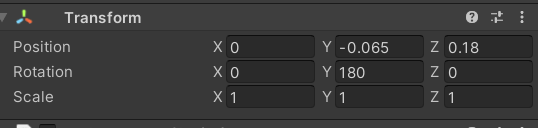 Transform
Position X 0 Y -0.065 Z 0.18
Rotation X 0 Y 180 Z 0
Scale X 1 Y 1 Z 1